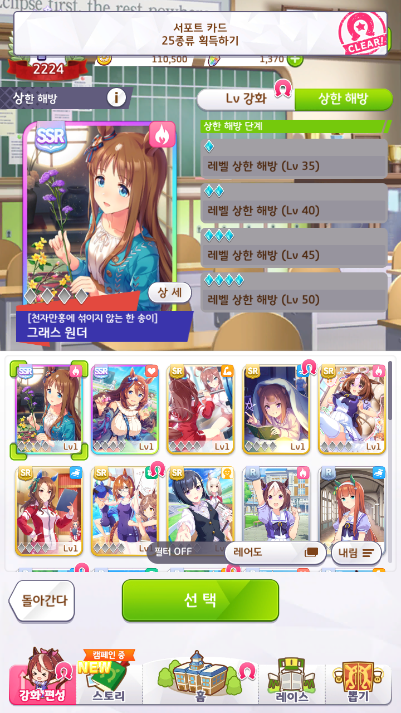 Eclipse first, the rest nowhere.
서포트 카드
25종류 획득하기
CLEAR!
2224
110,500
1,370
상한 해방
i
Lv 강화
상한 해방
SSR
상한 해방 단계
레벨 상한 해방 (Lv 35)
레벨 상한 해방 (Lv 40)
레벨 상한 해방 (Lv 45)
레벨 상한 해방 (Lv 50)
상세
[천자만홍에 섞이지 않는 한 송이]
그래스 원더
SSR
SSR
SR
SR
SR
Lv1
Lv1
Lv1
Lv1
Lv1
SR
SR
SR
R
R
Lv1
필터 OFF
레어도
내림
돌아간다
선택
강화 편성
캠페인 중
NEW
스토리
홈
레이스
뽑기